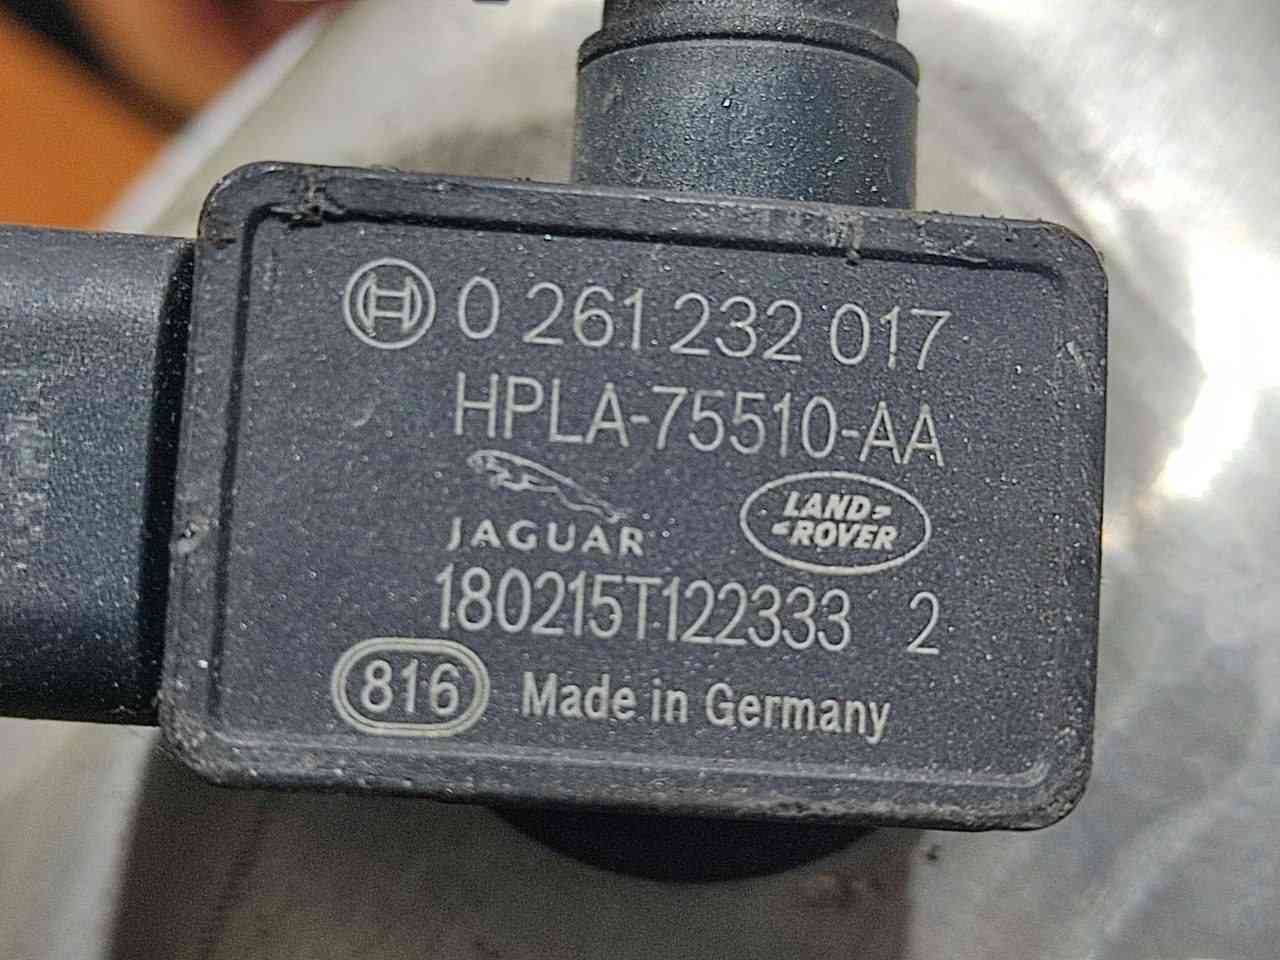 0 261 232 017
HPLA-75510-AA
JAGUAR
LAND
ROVER
180215T122333 2
816 Made in Germany